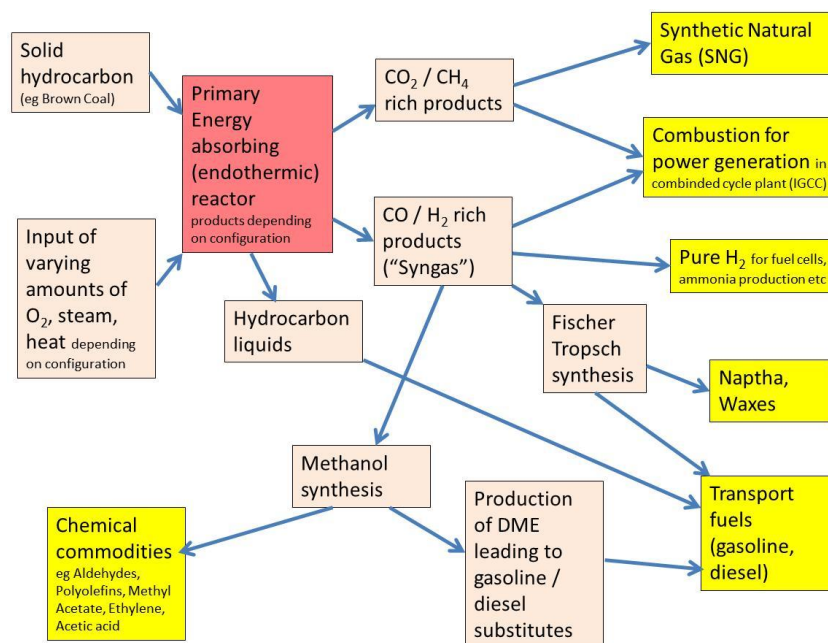 Solid
hydrocarbon
(eg Brown Coal)
Primary
Energy
absorbing
(endothermic)
reactor
products depending
on configuration
Input of
varying
amounts of
O₂, steam,
heat depending
on configuration
CO₂ / CH₄
rich products
CO / H₂ rich
products
(“Syngas”)
Hydrocarbon
liquids
Synthetic Natural
Gas (SNG)
Combustion for
power generation in
combinded cycle plant (IGCC)
Pure H₂ for fuel cells,
ammonia production etc
Fischer
Tropsch
synthesis
Naptha,
Waxes
Methanol
synthesis
Chemical
commodities
eg Aldehydes,
Polyolefins, Methyl
Acetate, Ethylene,
Acetic acid
Production
of DME
leading to
gasoline /
diesel
substitutes
Transport
fuels
(gasoline,
diesel)